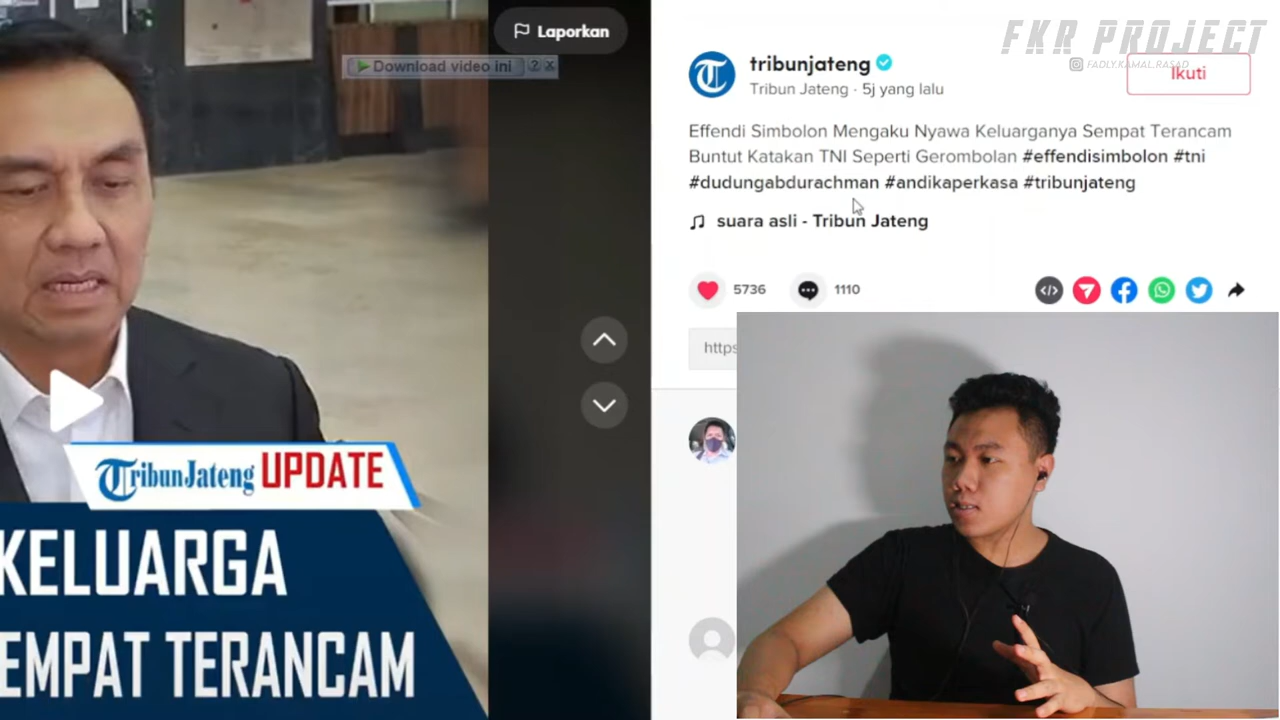 Laporkan
Download video ini
? X
FKR PROJECT
FADLY.KAMAL.RASAD
tribunjateng
Ikuti
Tribun Jateng · 5j yang lalu
Effendi Simbolon Mengaku Nyawa Keluarganya Sempat Terancam
Buntut Katakan TNI Seperti Gerombolan #effendisimbolon #tni
#dudungabdurachman #andikaperkasa #tribunjateng
suara asli - Tribun Jateng
5736
1110
https
TribunJateng UPDATE
KELUARGA
EMPAT TERANCAM